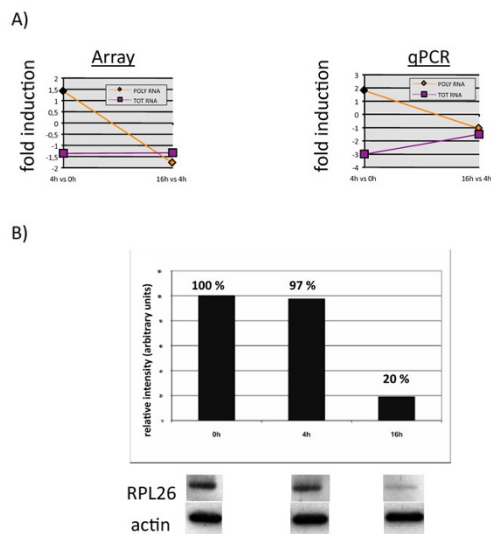 A)
Array
fold induction
2
1,5
1
0,5
0
-0,5
-1
-1,5
-2
POLY RNA
TOT RNA
4h vs 0h
16h vs 4h
qPCR
fold induction
3
2
1
0
-1
-2
-3
-4
POLY RNA
TOT RNA
4h vs 0h
16h vs 4h
B)
relative intensity (arbitrary units)
100 %
97 %
20 %
0h
4h
16h
RPL26
actin